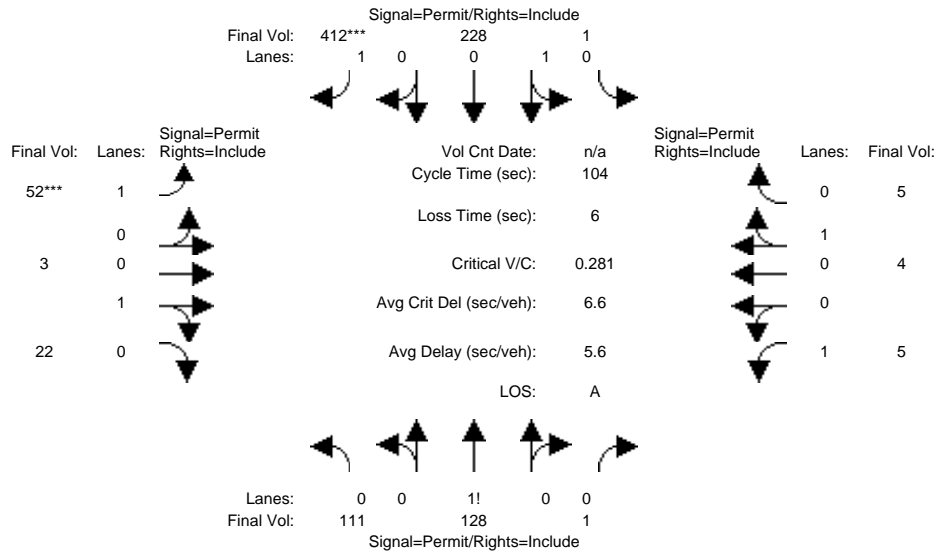 Signal=Permit/Rights=Include
Final Vol: 412*** 228 1
Lanes: 1 0 0 1 0
Signal=Permit Signal=Permit
Final Vol: Lanes: Rights=Include Vol Cnt Date: n/a Rights=Include Lanes: Final Vol:
Cycle Time (sec): 104
52*** 1 0 5
Loss Time (sec): 6
0 1
3 0 Critical V/C: 0.281 0 4
1 Avg Crit Del (sec/veh): 6.6 0
22 0 Avg Delay (sec/veh): 5.6 1 5
LOS: A
Lanes: 0 0 1! 0 0
Final Vol: 111 128 1
Signal=Permit/Rights=Include